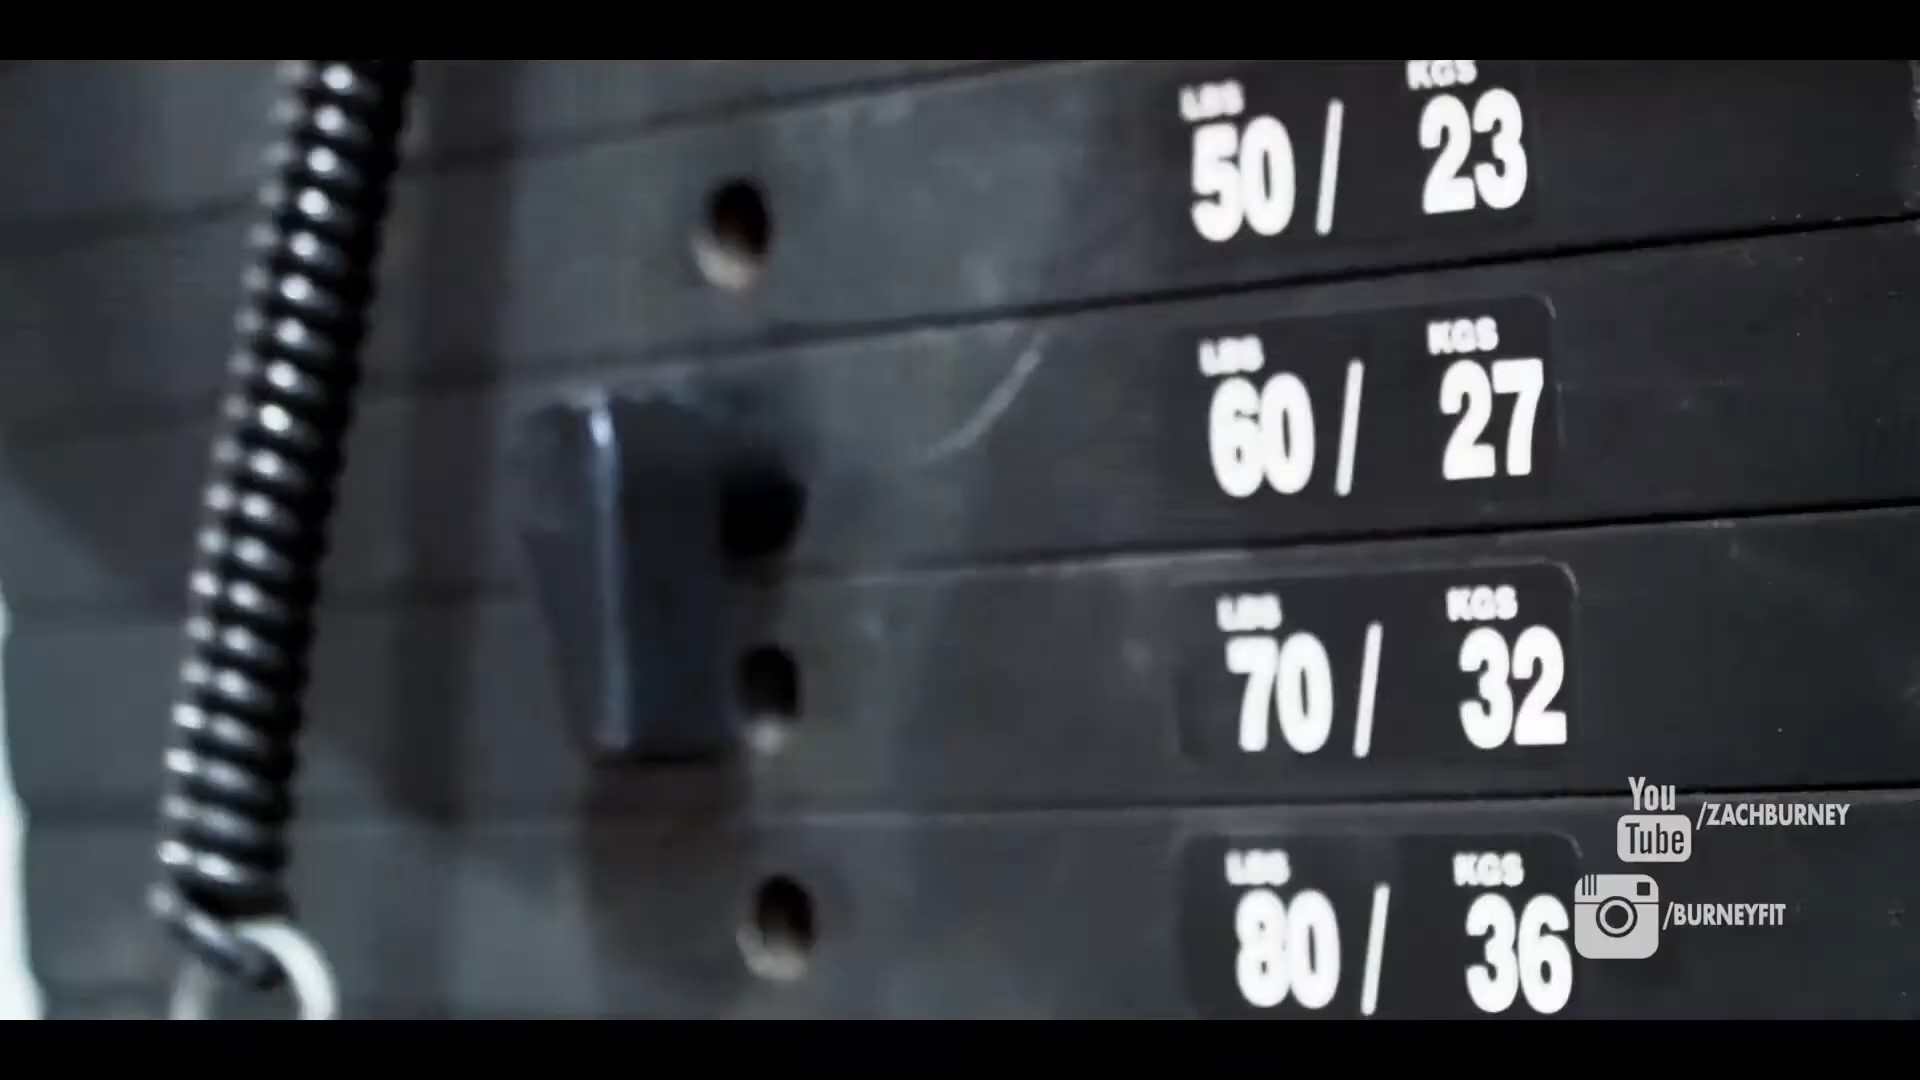 LBS KGS
50 / 23
LBS KGS
60 / 27
LBS KGS
70 / 32
LBS KGS
80 / 36
You Tube /ZACHBURNEY
/BURNEYFIT